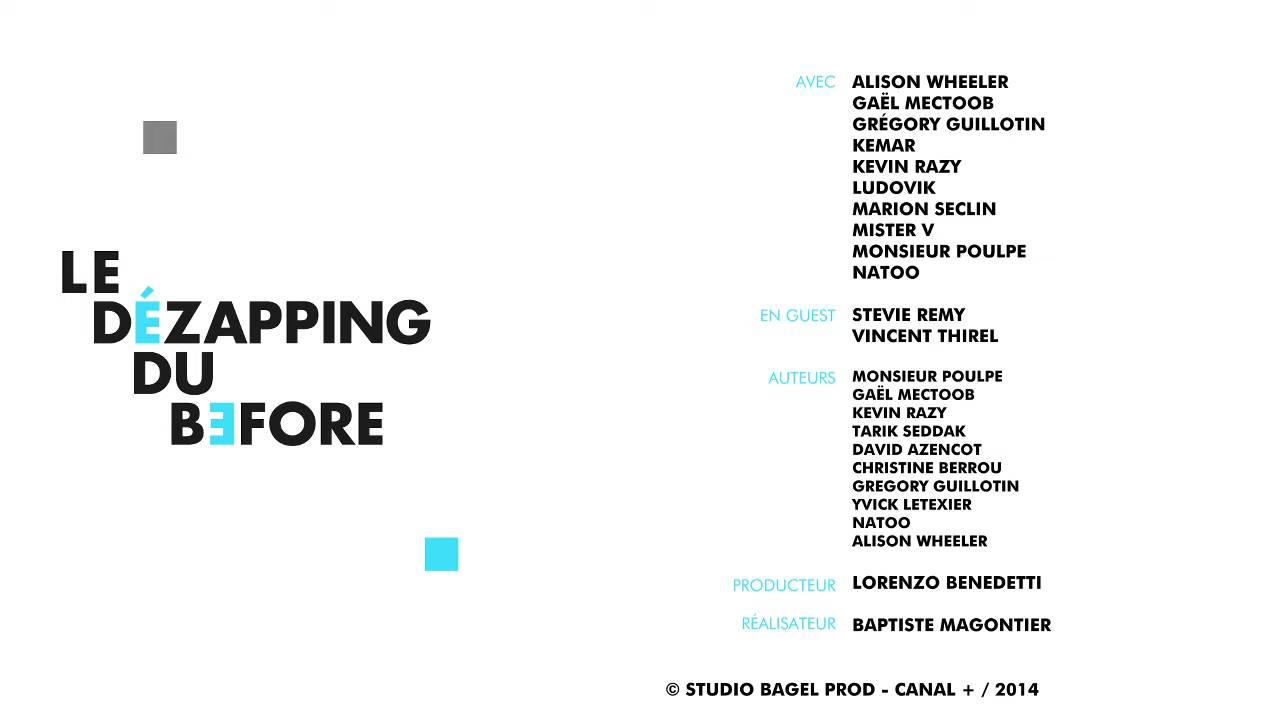 LE
DÉZAPPING
DU
BEFORE
AVEC ALISON WHEELER
GAËL MECTOOB
GRÉGORY GUILLOTIN
KEMAR
KEVIN RAZY
LUDOVIK
MARION SECLIN
MISTER V
MONSIEUR POULPE
NATOO
EN GUEST STEVIE REMY
VINCENT THIREL
AUTEURS MONSIEUR POULPE
GAËL MECTOOB
KEVIN RAZY
TARIK SEDDAK
DAVID AZENCOT
CHRISTINE BERROU
GREGORY GUILLOTIN
YVICK LETEXIER
NATOO
ALISON WHEELER
PRODUCTEUR LORENZO BENEDETTI
RÉALISATEUR BAPTISTE MAGONTIER
© STUDIO BAGEL PROD - CANAL + / 2014